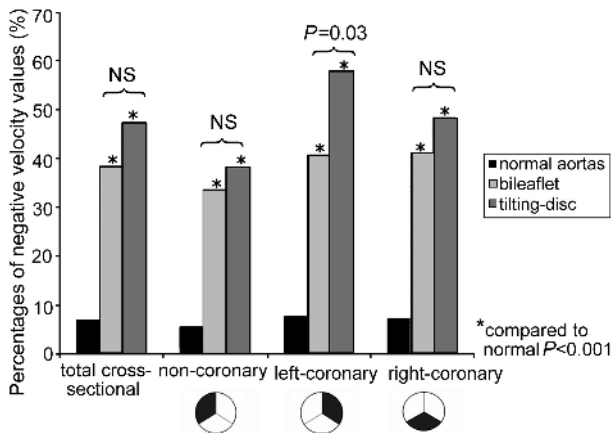 Percentages of negative velocity values (%)
70
60
50
40
30
20
10
0
NS
NS
P=0.03
NS
*
*
*
*
*
*
*
*
normal aortas
bileaflet
tilting-disc
*compared to
normal P<0.001
total cross-
sectional
non-coronary
left-coronary
right-coronary